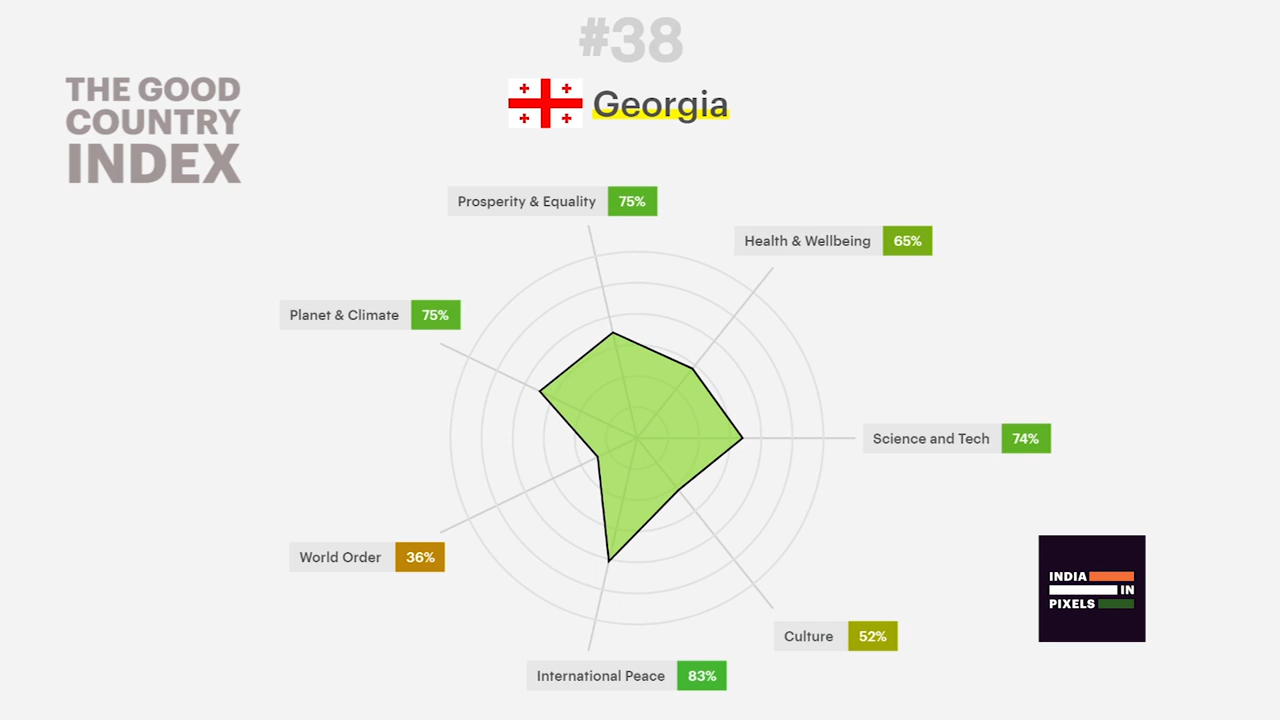 #38
THE GOOD
COUNTRY
INDEX
Georgia
Prosperity & Equality 75%
Health & Wellbeing 65%
Planet & Climate 75%
Science and Tech 74%
World Order 36%
Culture 52%
International Peace 83%
INDIA
IN
PIXELS